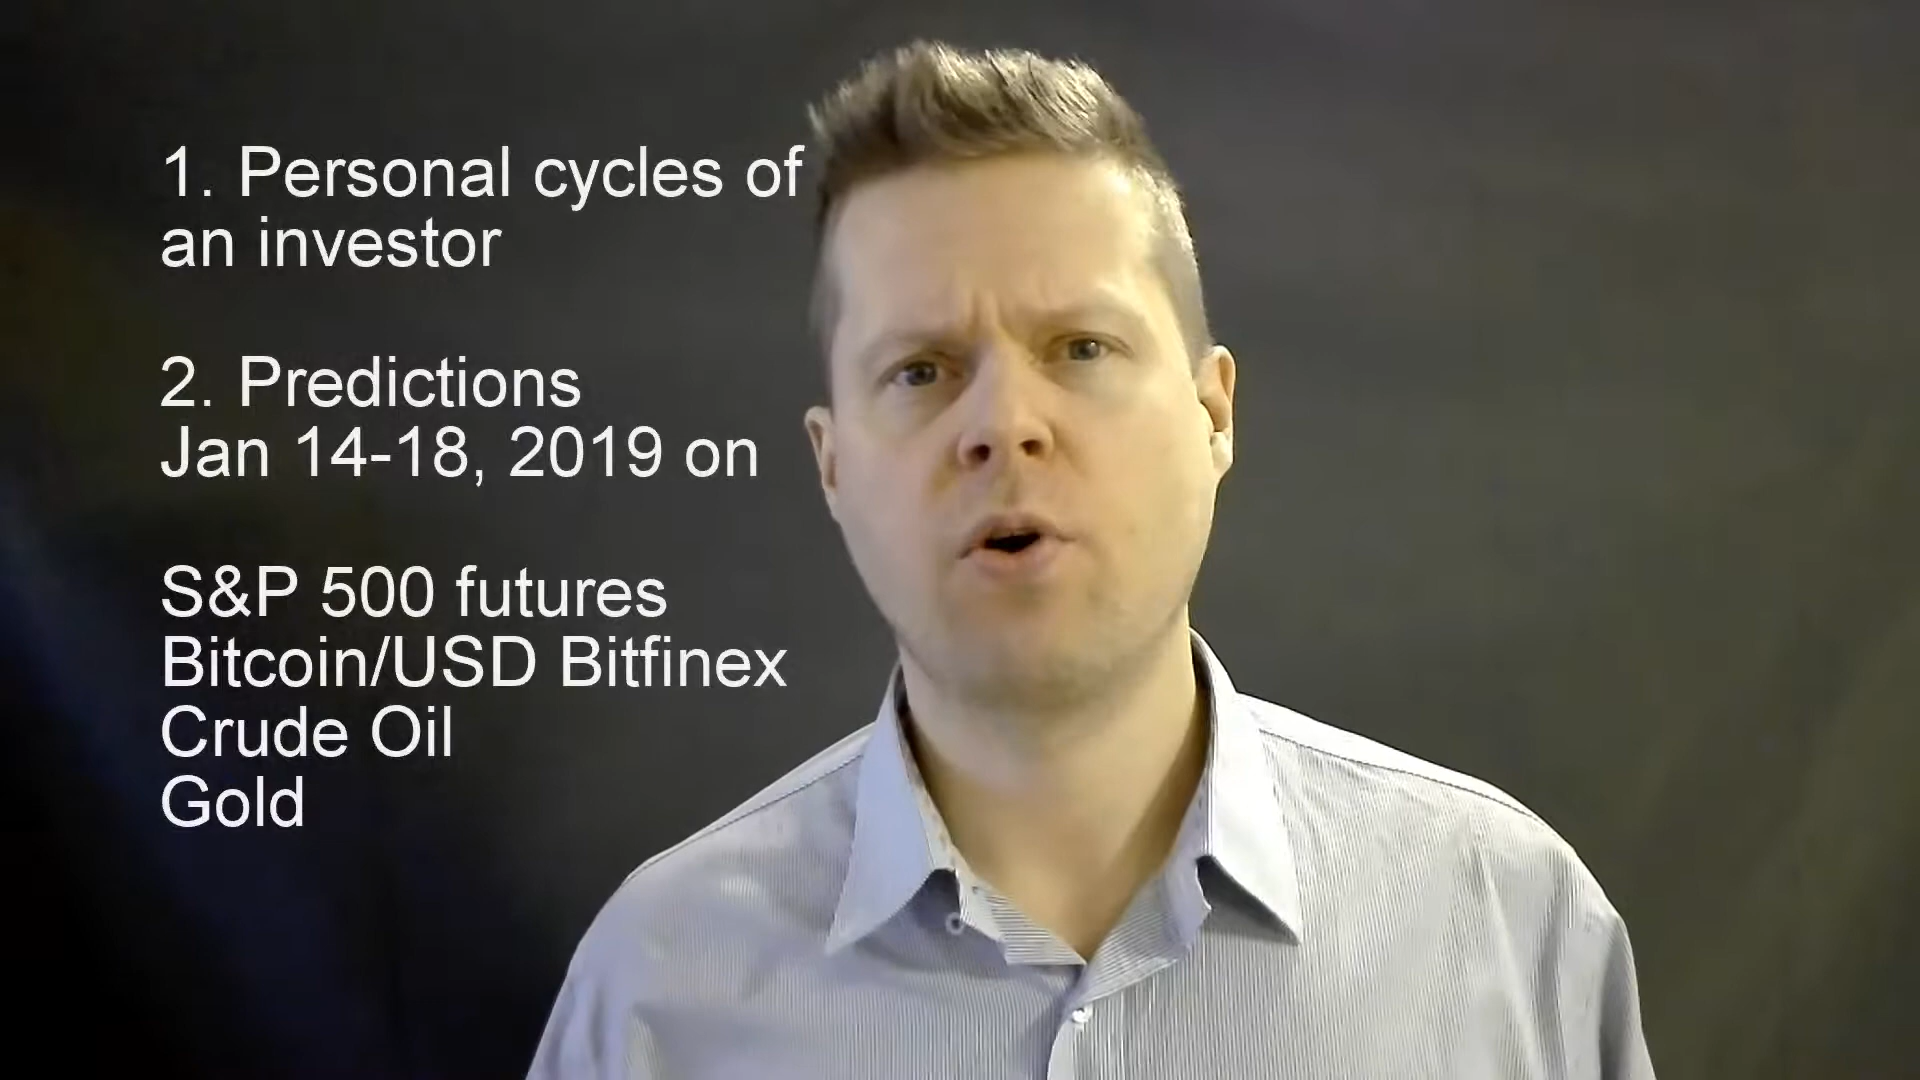 1. Personal cycles of
an investor
2. Predictions
Jan 14-18, 2019 on
S&P 500 futures
Bitcoin/USD Bitfinex
Crude Oil
Gold